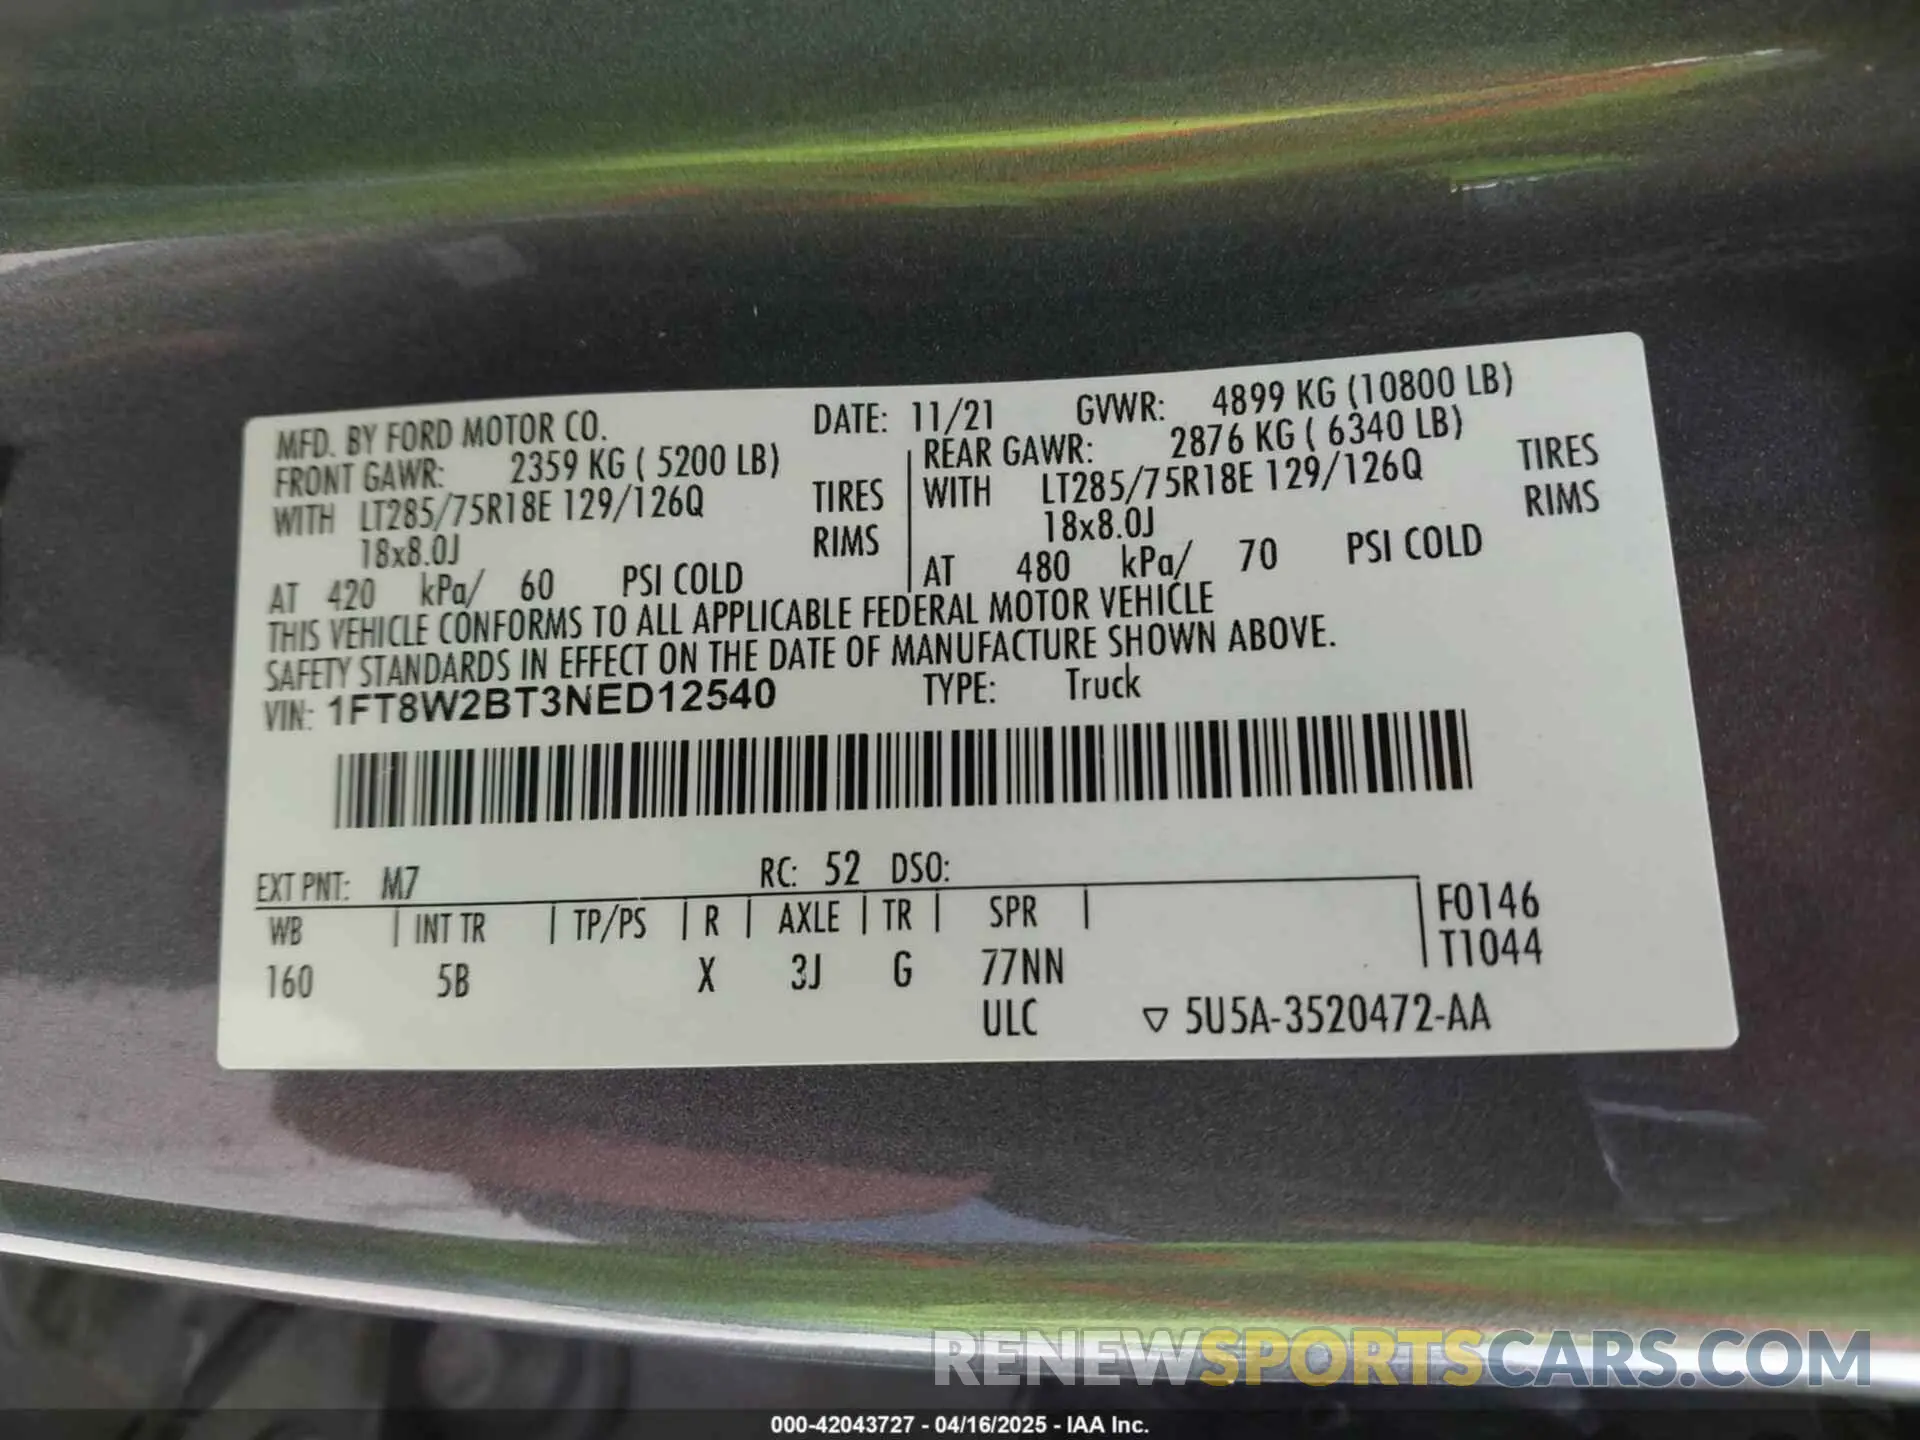 MFD. BY FORD MOTOR CO. DATE: 11/21 GVWR: 4899 KG (10800 LB)
FRONT GAWR: 2359 KG ( 5200 LB) REAR GAWR: 2876 KG ( 6340 LB)
WITH LT285/75R18E 129/126Q TIRES WITH LT285/75R18E 129/126Q TIRES
18x8.0J RIMS 18x8.0J RIMS
AT 420 kPa/ 60 PSI COLD AT 480 kPa/ 70 PSI COLD
THIS VEHICLE CONFORMS TO ALL APPLICABLE FEDERAL MOTOR VEHICLE
SAFETY STANDARDS IN EFFECT ON THE DATE OF MANUFACTURE SHOWN ABOVE.
VIN: 1FT8W2BT3NED12540 TYPE: Truck
EXT PNT: M7 RC: 52 DSO:
WB | INT TR | TP/PS | R | AXLE | TR | SPR | F0146
T1044
160 5B X 3J G 77NN
ULC ▽ 5U5A-3520472-AA
RENEWSPORTSCARS.COM
000-42043727 - 04/16/2025 - IAA Inc.